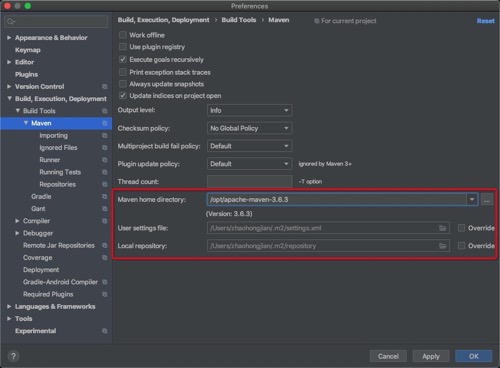 Preferences
Appearance & Behavior
Keymap
Editor
Plugins
Version Control
Build, Execution, Deployment
Build Tools
Maven
Importing
Ignored Files
Runner
Running Tests
Repositories
Gradle
Gant
Compiler
Debugger
Remote Jar Repositories
Coverage
Deployment
Gradle-Android Compiler
Required Plugins
Languages & Frameworks
Tools
Experimental
Build, Execution, Deployment › Build Tools › Maven For current project Reset
Work offline
Use plugin registry
Execute goals recursively
Print exception stack traces
Always update snapshots
Update indices on project open
Output level: Info
Checksum policy: No Global Policy
Multiproject build fail policy: Default
Plugin update policy: Default ignored by Maven 3+
Thread count: -T option
Maven home directory: /opt/apache-maven-3.6.3 ...
(Version: 3.6.3)
User settings file: /Users/zhaohongjian/.m2/settings.xml Override
Local repository: /Users/zhaohongjian/.m2/repository Override
? Cancel Apply OK